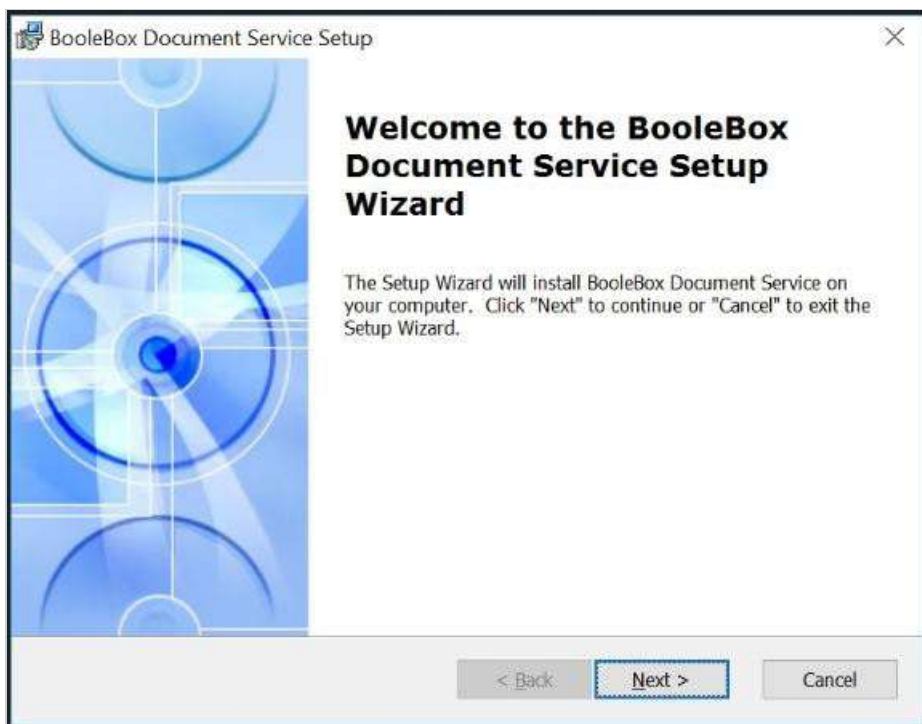 BooleBox Document Service Setup
Welcome to the BooleBox
Document Service Setup
Wizard
The Setup Wizard will install BooleBox Document Service on
your computer. Click "Next" to continue or "Cancel" to exit the
Setup Wizard.
< Back Next > Cancel